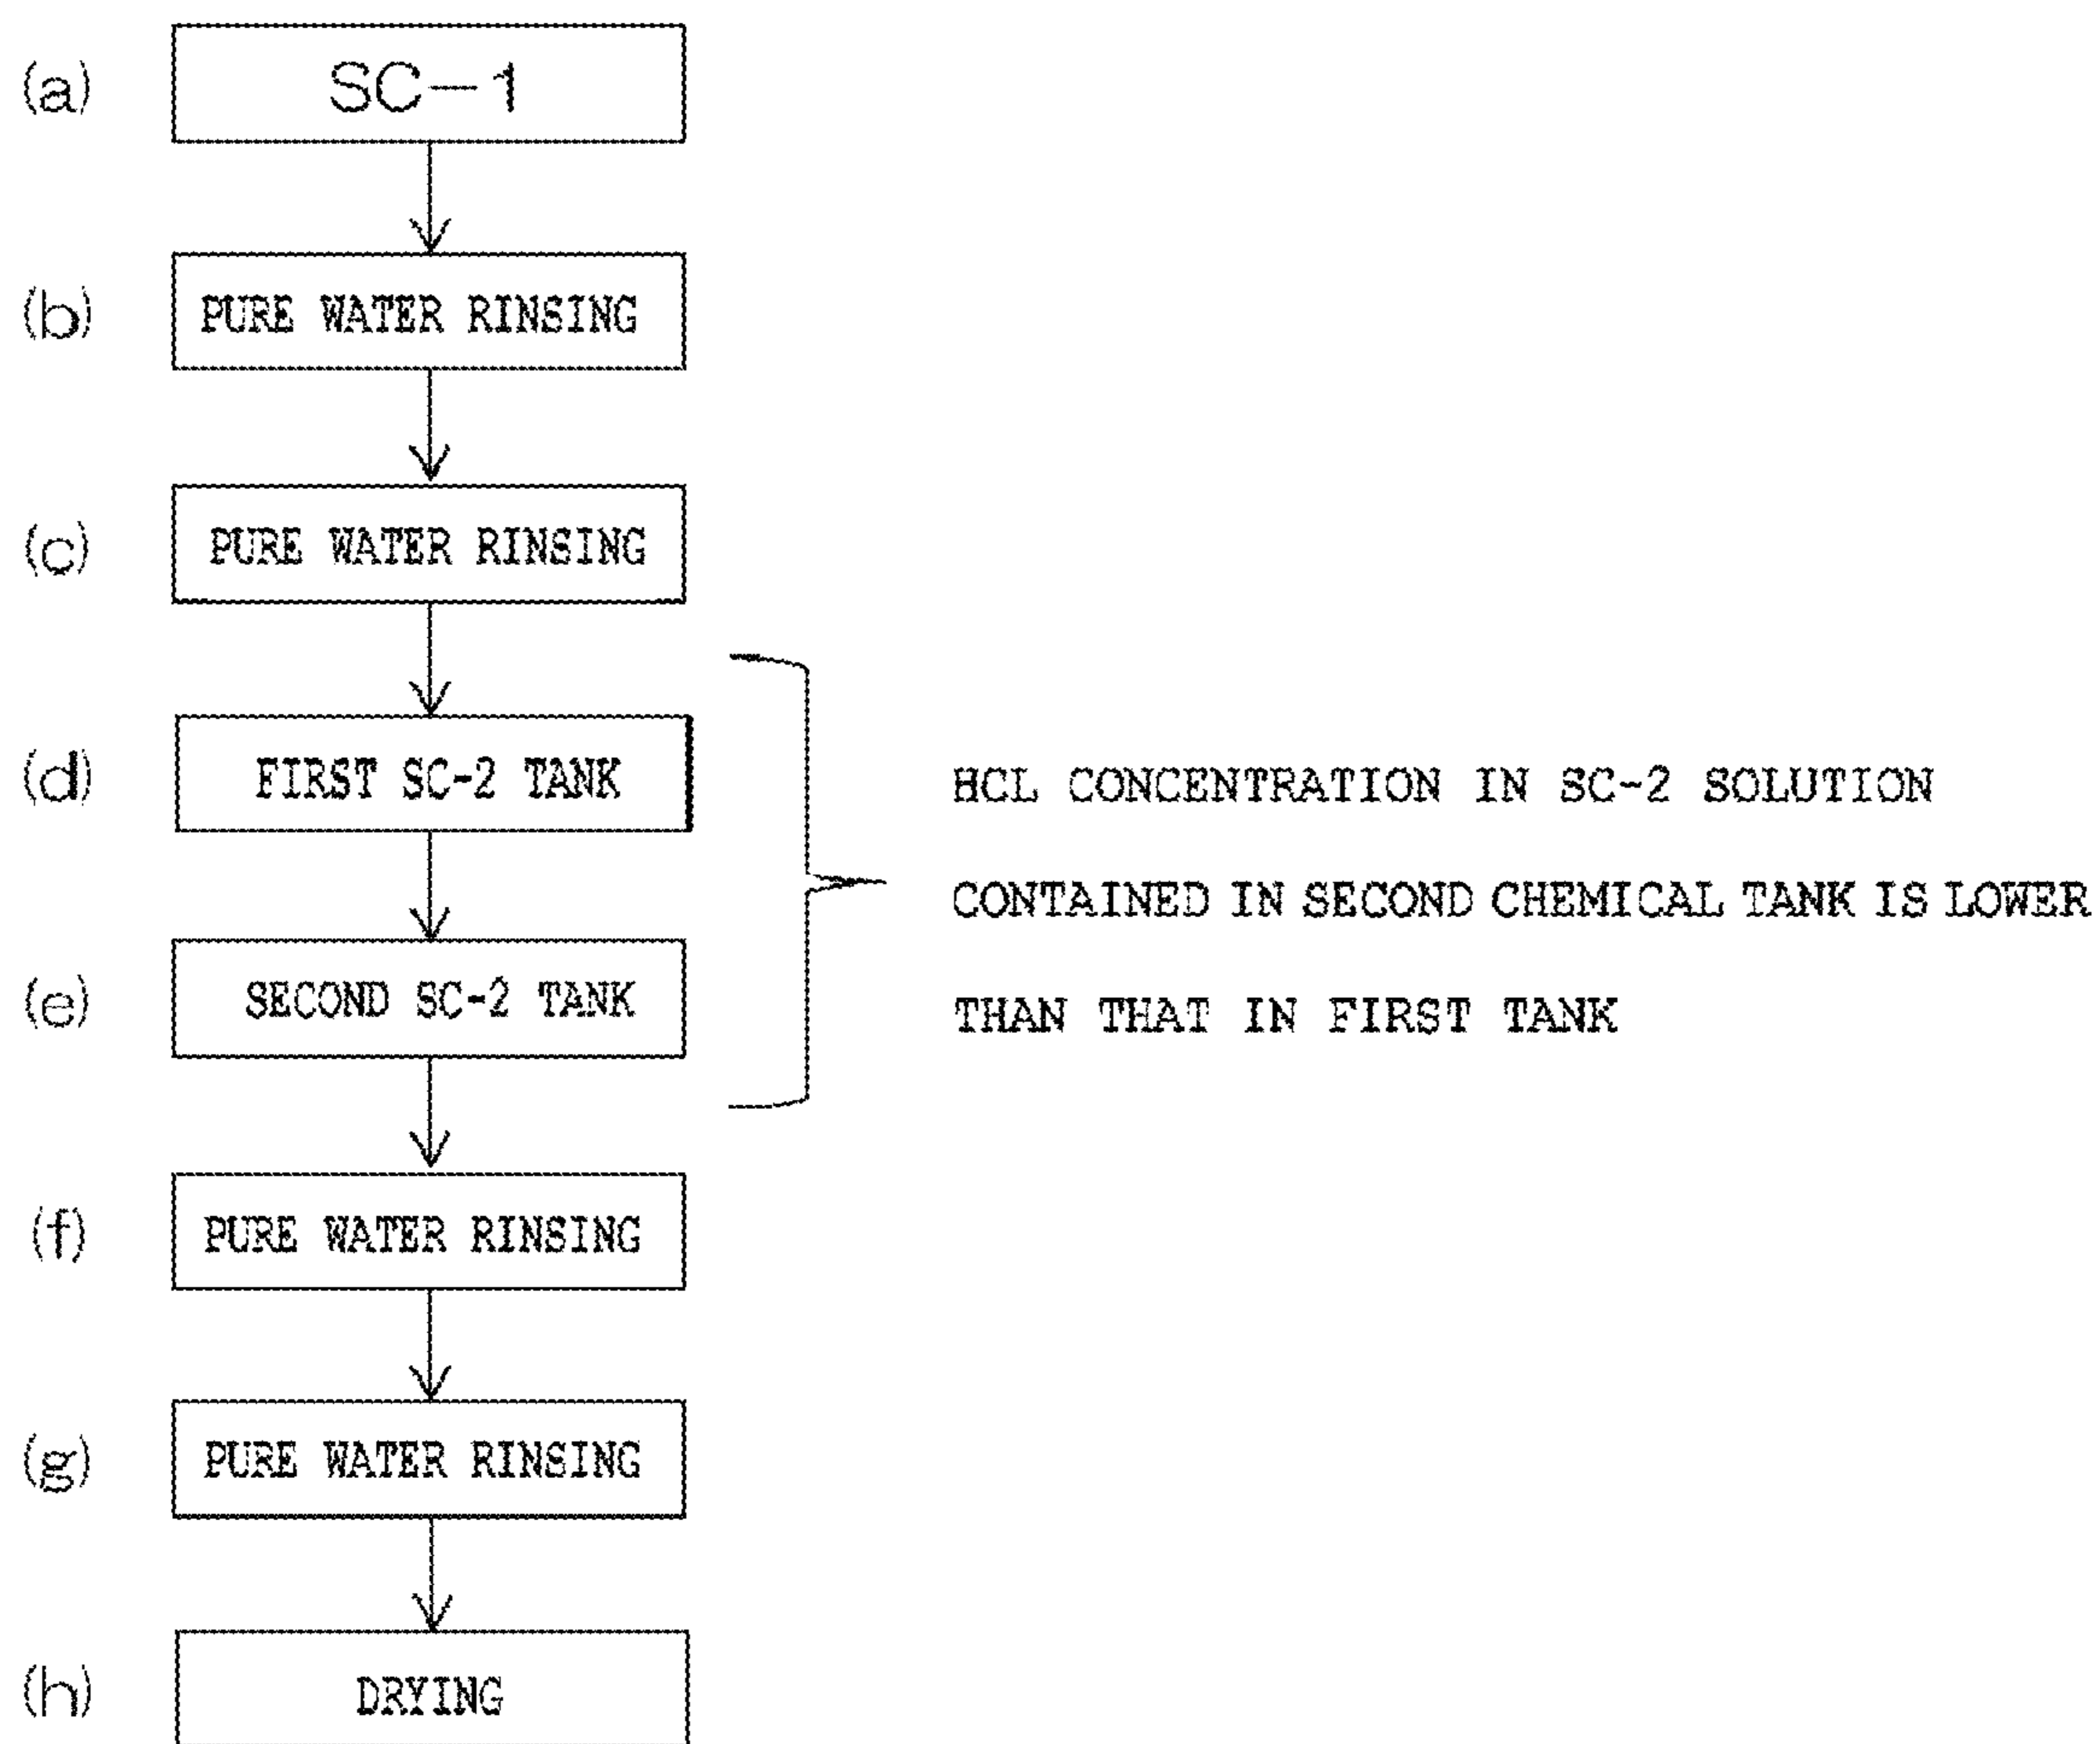 (a) SC-1
(b) PURE WATER RINSING
(c) PURE WATER RINSING
(d) FIRST SC-2 TANK
(e) SECOND SC-2 TANK
HCL CONCENTRATION IN SC-2 SOLUTION
CONTAINED IN SECOND CHEMICAL TANK IS LOWER
THAN THAT IN FIRST TANK
(f) PURE WATER RINSING
(g) PURE WATER RINSING
(h) DRYING